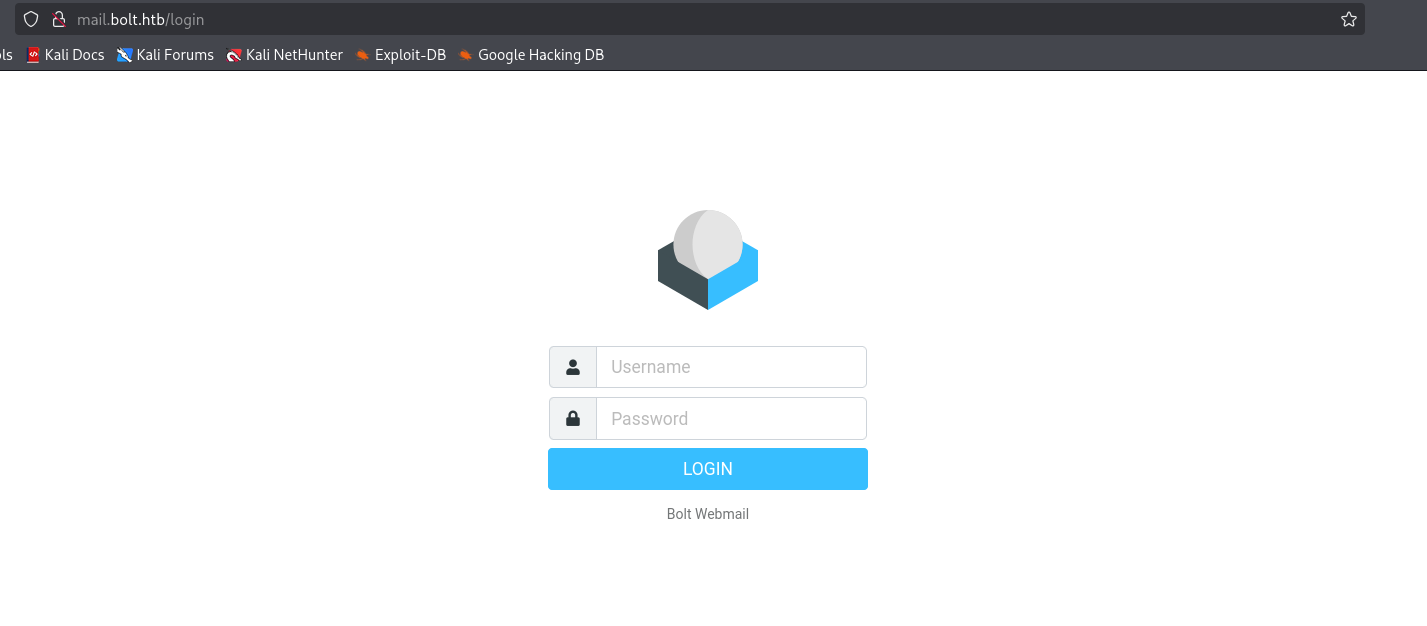 mail.bolt.htb/login
ls Kali Docs Kali Forums Kali NetHunter Exploit-DB Google Hacking DB
Username
Password
LOGIN
Bolt Webmail